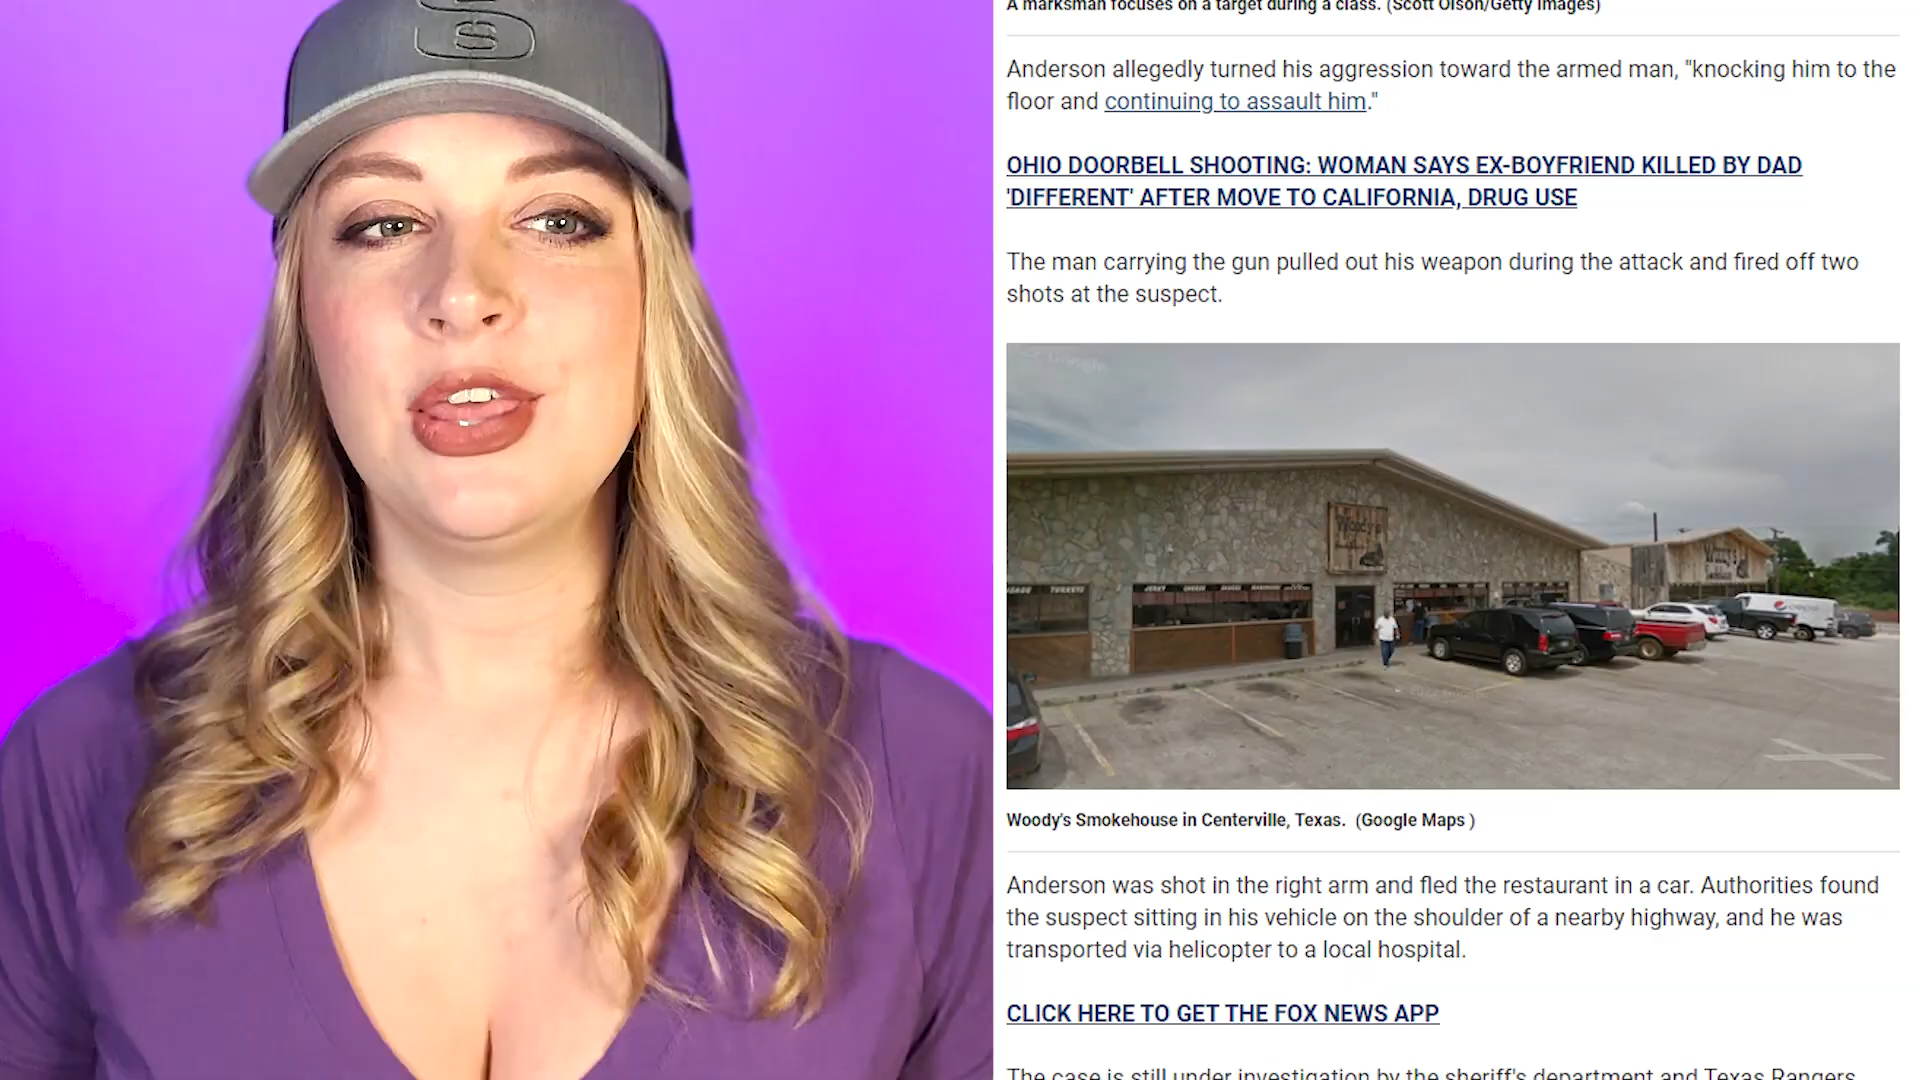 S
A marksman focuses on a target during a class. (Scott Olson/Getty Images)
Anderson allegedly turned his aggression toward the armed man, "knocking him to the
floor and continuing to assault him."
OHIO DOORBELL SHOOTING: WOMAN SAYS EX-BOYFRIEND KILLED BY DAD
'DIFFERENT' AFTER MOVE TO CALIFORNIA, DRUG USE
The man carrying the gun pulled out his weapon during the attack and fired off two
shots at the suspect.
Woody's
TURKEYS
JERKY
Woody's Smokehouse in Centerville, Texas. (Google Maps )
Anderson was shot in the right arm and fled the restaurant in a car. Authorities found
the suspect sitting in his vehicle on the shoulder of a nearby highway, and he was
transported via helicopter to a local hospital.
CLICK HERE TO GET THE FOX NEWS APP
The case is still under investigation by the sheriff's department and Texas Rangers